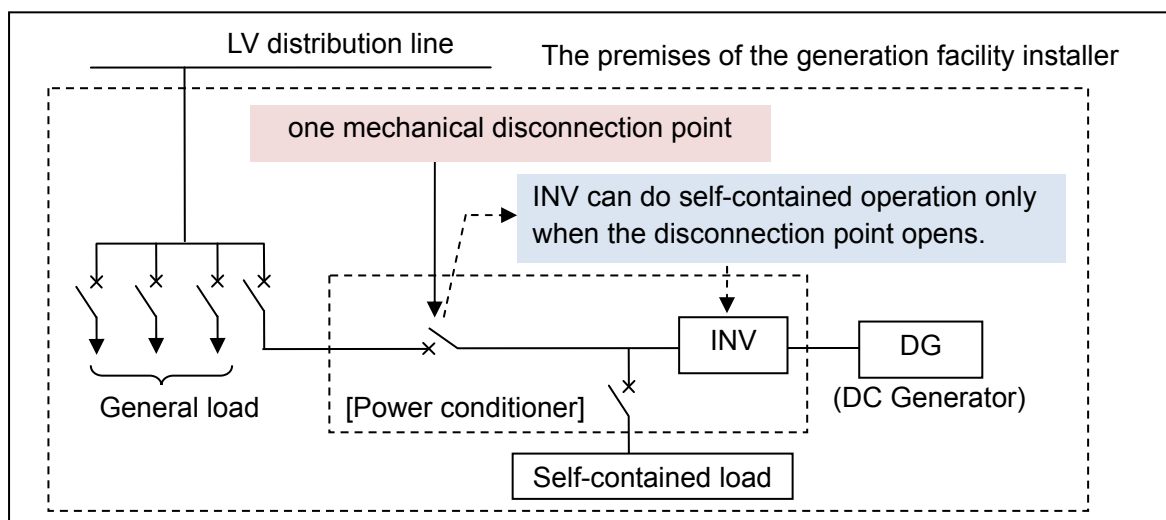 LV distribution line
The premises of the generation facility installer
one mechanical disconnection point
INV can do self-contained operation only
when the disconnection point opens.
INV
DG
(DC Generator)
General load
[Power conditioner]
Self-contained load